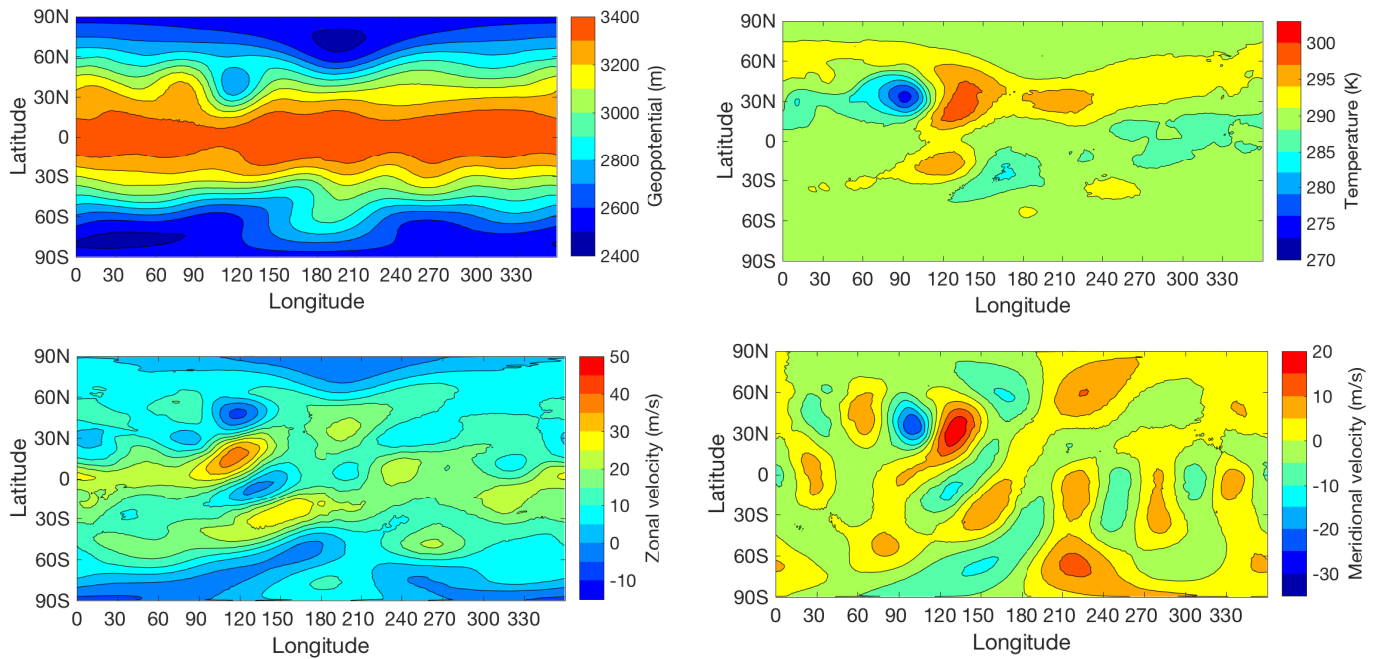 90N
60N
30N
0
30S
60S
90S
Latitude
0 30 60 90 120 150 180 210 240 270 300 330
Longitude
3400
3200
3000
2800
2600
2400
Geopotential (m)
90N
60N
30N
0
30S
60S
90S
Latitude
0 30 60 90 120 150 180 210 240 270 300 330
Longitude
300
295
290
285
280
275
270
Temperature (K)
90N
60N
30N
0
30S
60S
90S
Latitude
0 30 60 90 120 150 180 210 240 270 300 330
Longitude
50
40
30
20
10
0
-10
Zonal velocity (m/s)
90N
60N
30N
0
30S
60S
90S
Latitude
0 30 60 90 120 150 180 210 240 270 300 330
Longitude
20
10
0
-10
-20
-30
Meridional velocity (m/s)